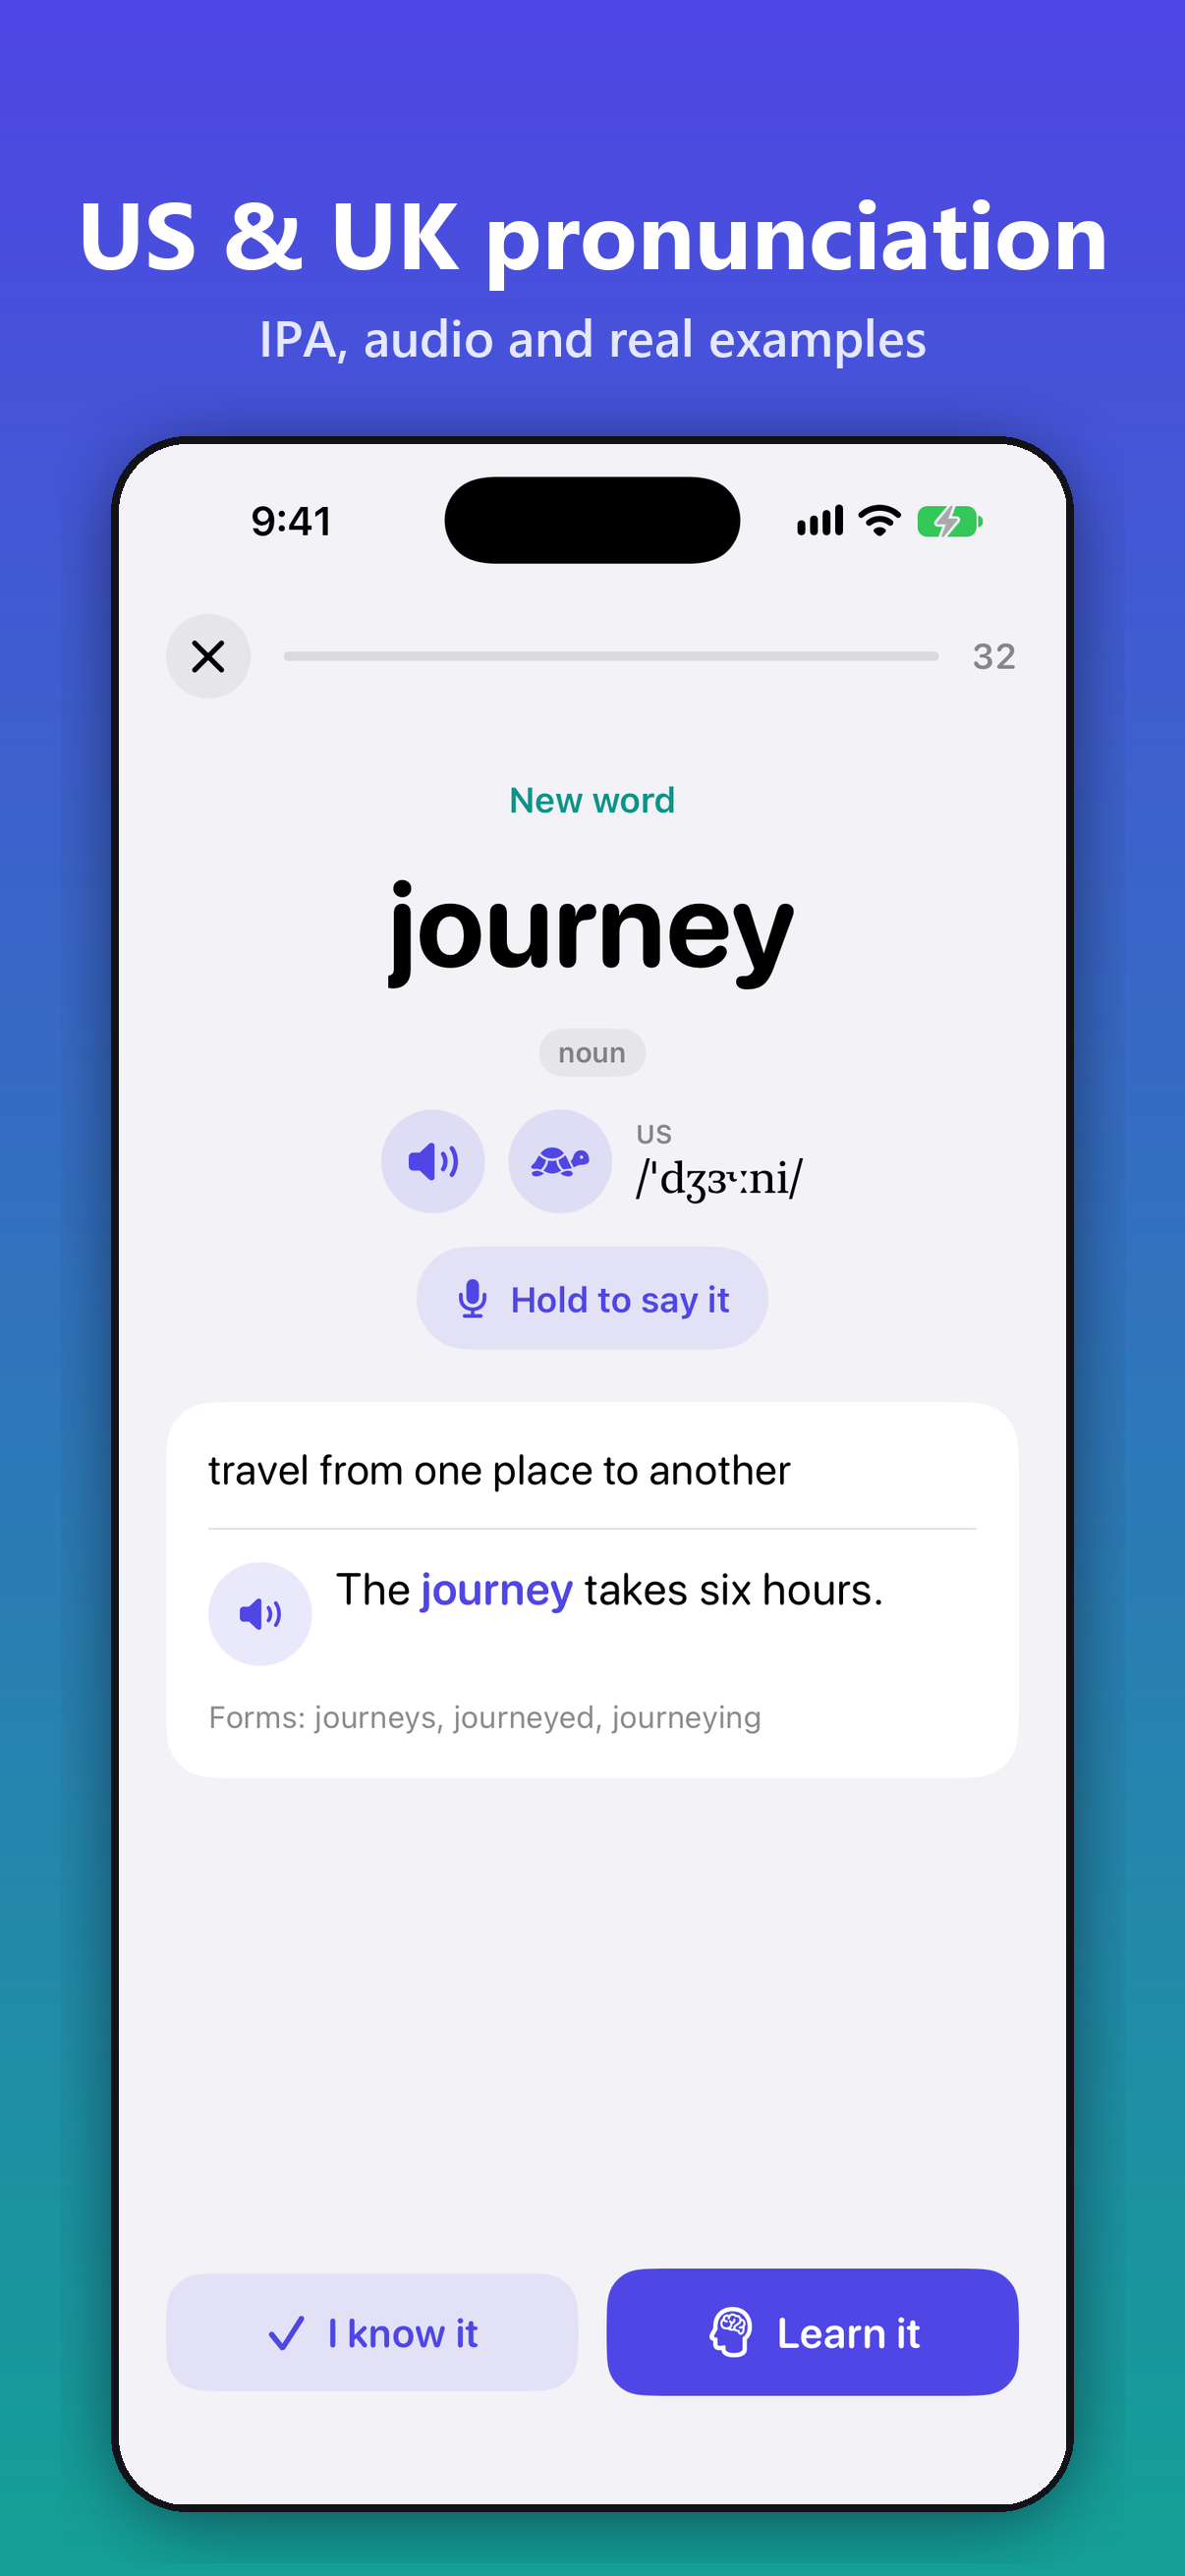 US & UK pronunciation
IPA, audio and real examples
9:41
32
New word
journey
noun
US
/ˈdʒɝːni/
Hold to say it
travel from one place to another
The journey takes six hours.
Forms: journeys, journeyed, journeying
I know it
Learn it